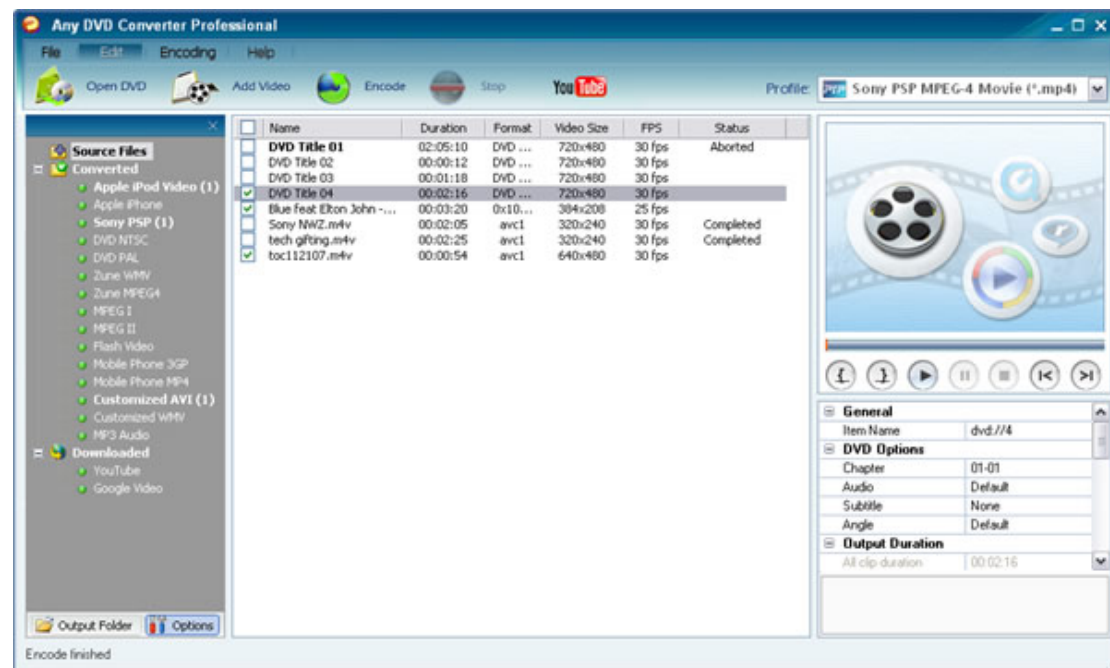 Any DVD Converter Professional
File Edit Encoding Help
Open DVD Add Video Encode Stop You Tube Profile: PSP Sony PSP MPEG-4 Movie (*.mp4)
Source Files
Converted
Apple iPod Video (1)
Apple iPhone
Sony PSP (1)
DVD NTSC
DVD PAL
Zune WMV
Zune MPEG4
MPEG I
MPEG II
Flash Video
Mobile Phone 3GP
Mobile Phone MP4
Customized AVI (1)
Customized WMV
MP3 Audio
Downloaded
YouTube
Google Video
Output Folder Options
Name Duration Format Video Size FPS Status
DVD Title 01 02:05:10 DVD ... 720x480 30 fps Aborted
DVD Title 02 00:00:12 DVD ... 720x480 30 fps
DVD Title 03 00:01:18 DVD ... 720x480 30 fps
DVD Title 04 00:02:16 DVD ... 720x480 30 fps
Blue feat Elton John -... 00:03:20 0x10... 384x208 25 fps
Sony NWZ.m4v 00:02:05 avc1 320x240 30 fps Completed
tech gifting.m4v 00:02:25 avc1 320x240 30 fps Completed
toc112107.m4v 00:00:54 avc1 640x480 30 fps
General
Item Name dvd://4
DVD Options
Chapter 01-01
Audio Default
Subtitle None
Angle Default
Output Duration
All clip duration 00:02:16
Encode finished